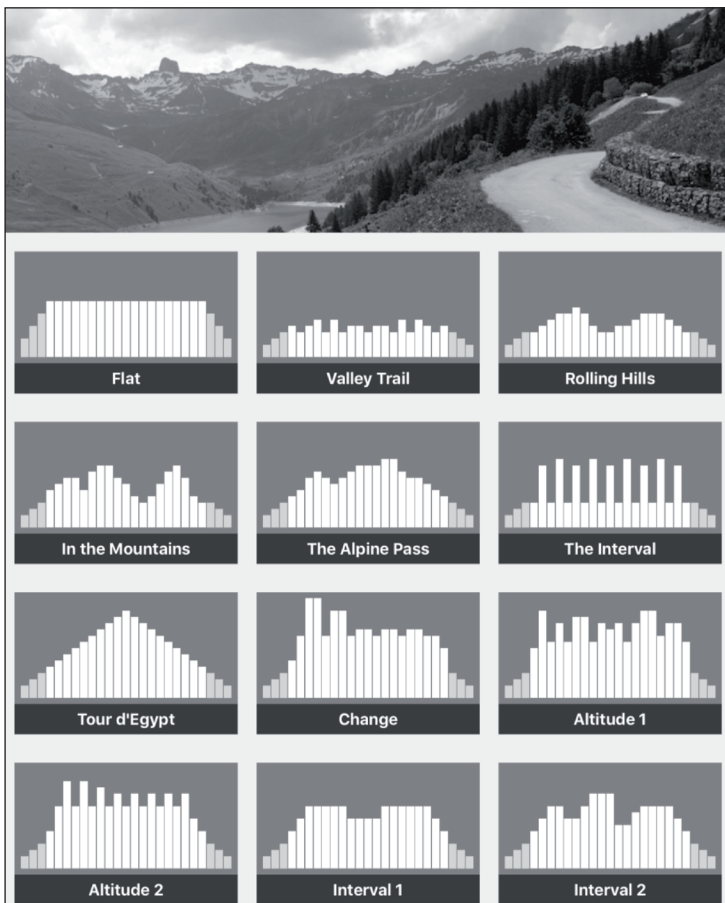 Flat
Valley Trail
Rolling Hills
In the Mountains
The Alpine Pass
The Interval
Tour d'Egypt
Change
Altitude 1
Altitude 2
Interval 1
Interval 2